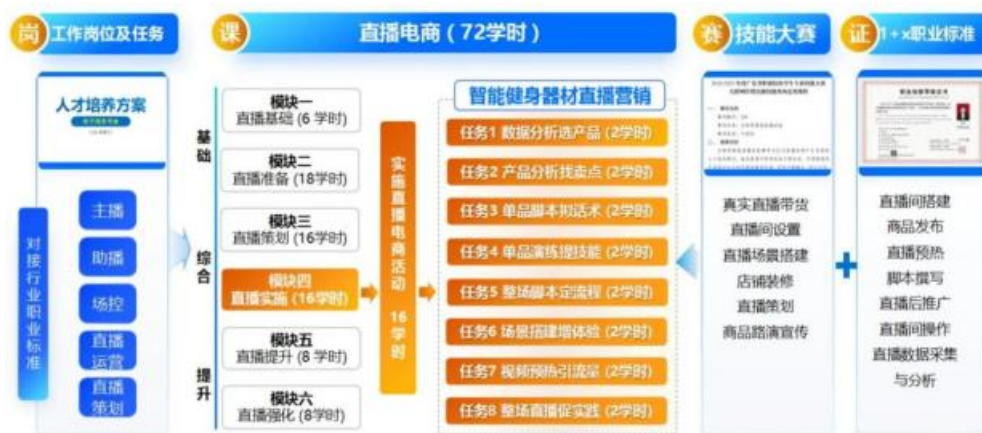 岗 工作岗位及任务
人才培养方案
对接行业职业标准
主播
助播
场控
直播
运营
直播
策划
课 直播电商（72学时）
基础
综合
提升
模块一
直播基础 (6 学时)
模块二
直播准备 (18学时)
模块三
直播策划 (16学时)
模块四
直播实施 (16学时)
模块五
直播提升 (8 学时)
模块六
直播强化 (8学时)
实施直播电商活动 16学时
智能健身器材直播营销
任务1 数据分析选产品 (2学时)
任务2 产品分析找卖点 (2学时)
任务3 单品脚本拟话术 (2学时)
任务4 单品演练提技能 (2学时)
任务5 整场脚本定流程 (2学时)
任务6 场景搭建增体验 (2学时)
任务7 视频预热引流量 (2学时)
任务8 整场直播促实践 (2学时)
赛 技能大赛
真实直播带货
直播间设置
直播场景搭建
店铺装修
直播策划
商品路演宣传
证 1+x职业标准
直播间搭建
商品发布
直播预热
脚本撰写
直播后推广
直播间操作
直播数据采集
与分析